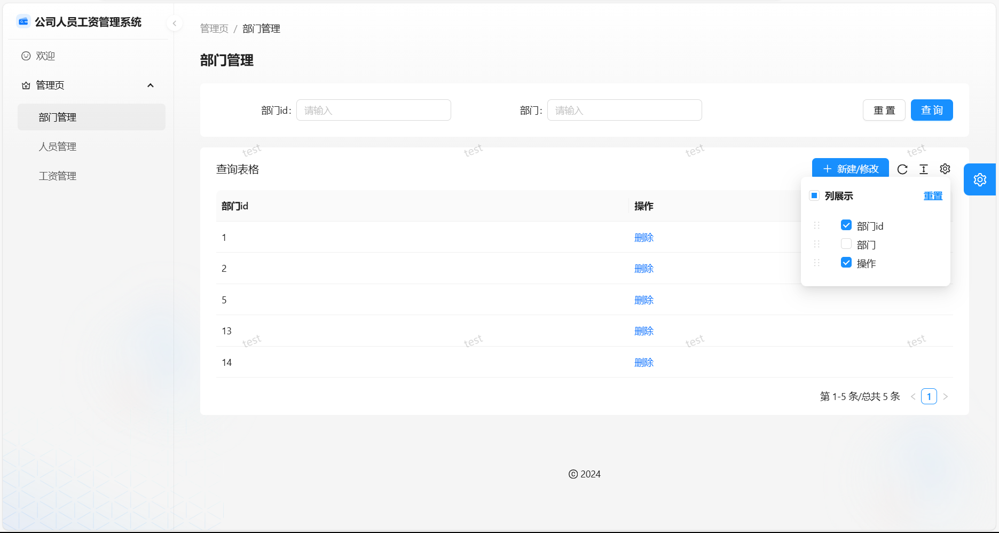 公司人员工资管理系统
欢迎
管理页
部门管理
人员管理
工资管理
管理页 / 部门管理
部门管理
部门id: 请输入 部门: 请输入 重 置 查 询
test test test test
查询表格 新建/修改
列展示 重置
部门id
部门
操作
部门id 操作
1 删除
2 删除
5 删除
13 删除
test test test test
14 删除
第 1-5 条/总共 5 条 < 1 >
© 2024